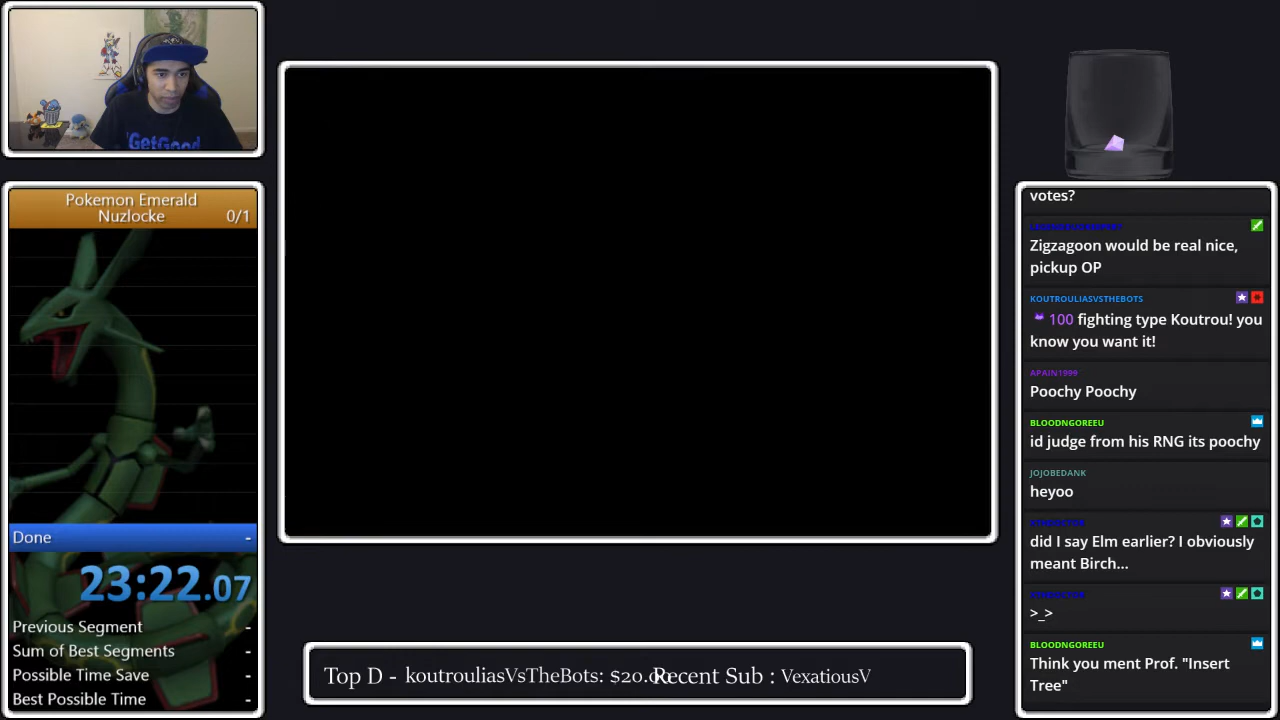 'GetGood
Pokemon Emerald
Nuzlocke 0/1
Done -
23:22.07
Previous Segment -
Sum of Best Segments -
Possible Time Save -
Best Possible Time -
Top D - koutrouliasVsTheBots: $20. Recent Sub : VexatiousV
votes?
Zigzagoon would be real nice,
pickup OP
KOUTROULIASVSTHEBOTS
100 fighting type Koutrou! you
know you want it!
APAIN1999
Poochy Poochy
BLOODNGOREEU
id judge from his RNG its poochy
JOJOBEDANK
heyoo
did I say Elm earlier? I obviously
meant Birch...
>_>
BLOODNGOREEU
Think you ment Prof. "Insert
Tree"